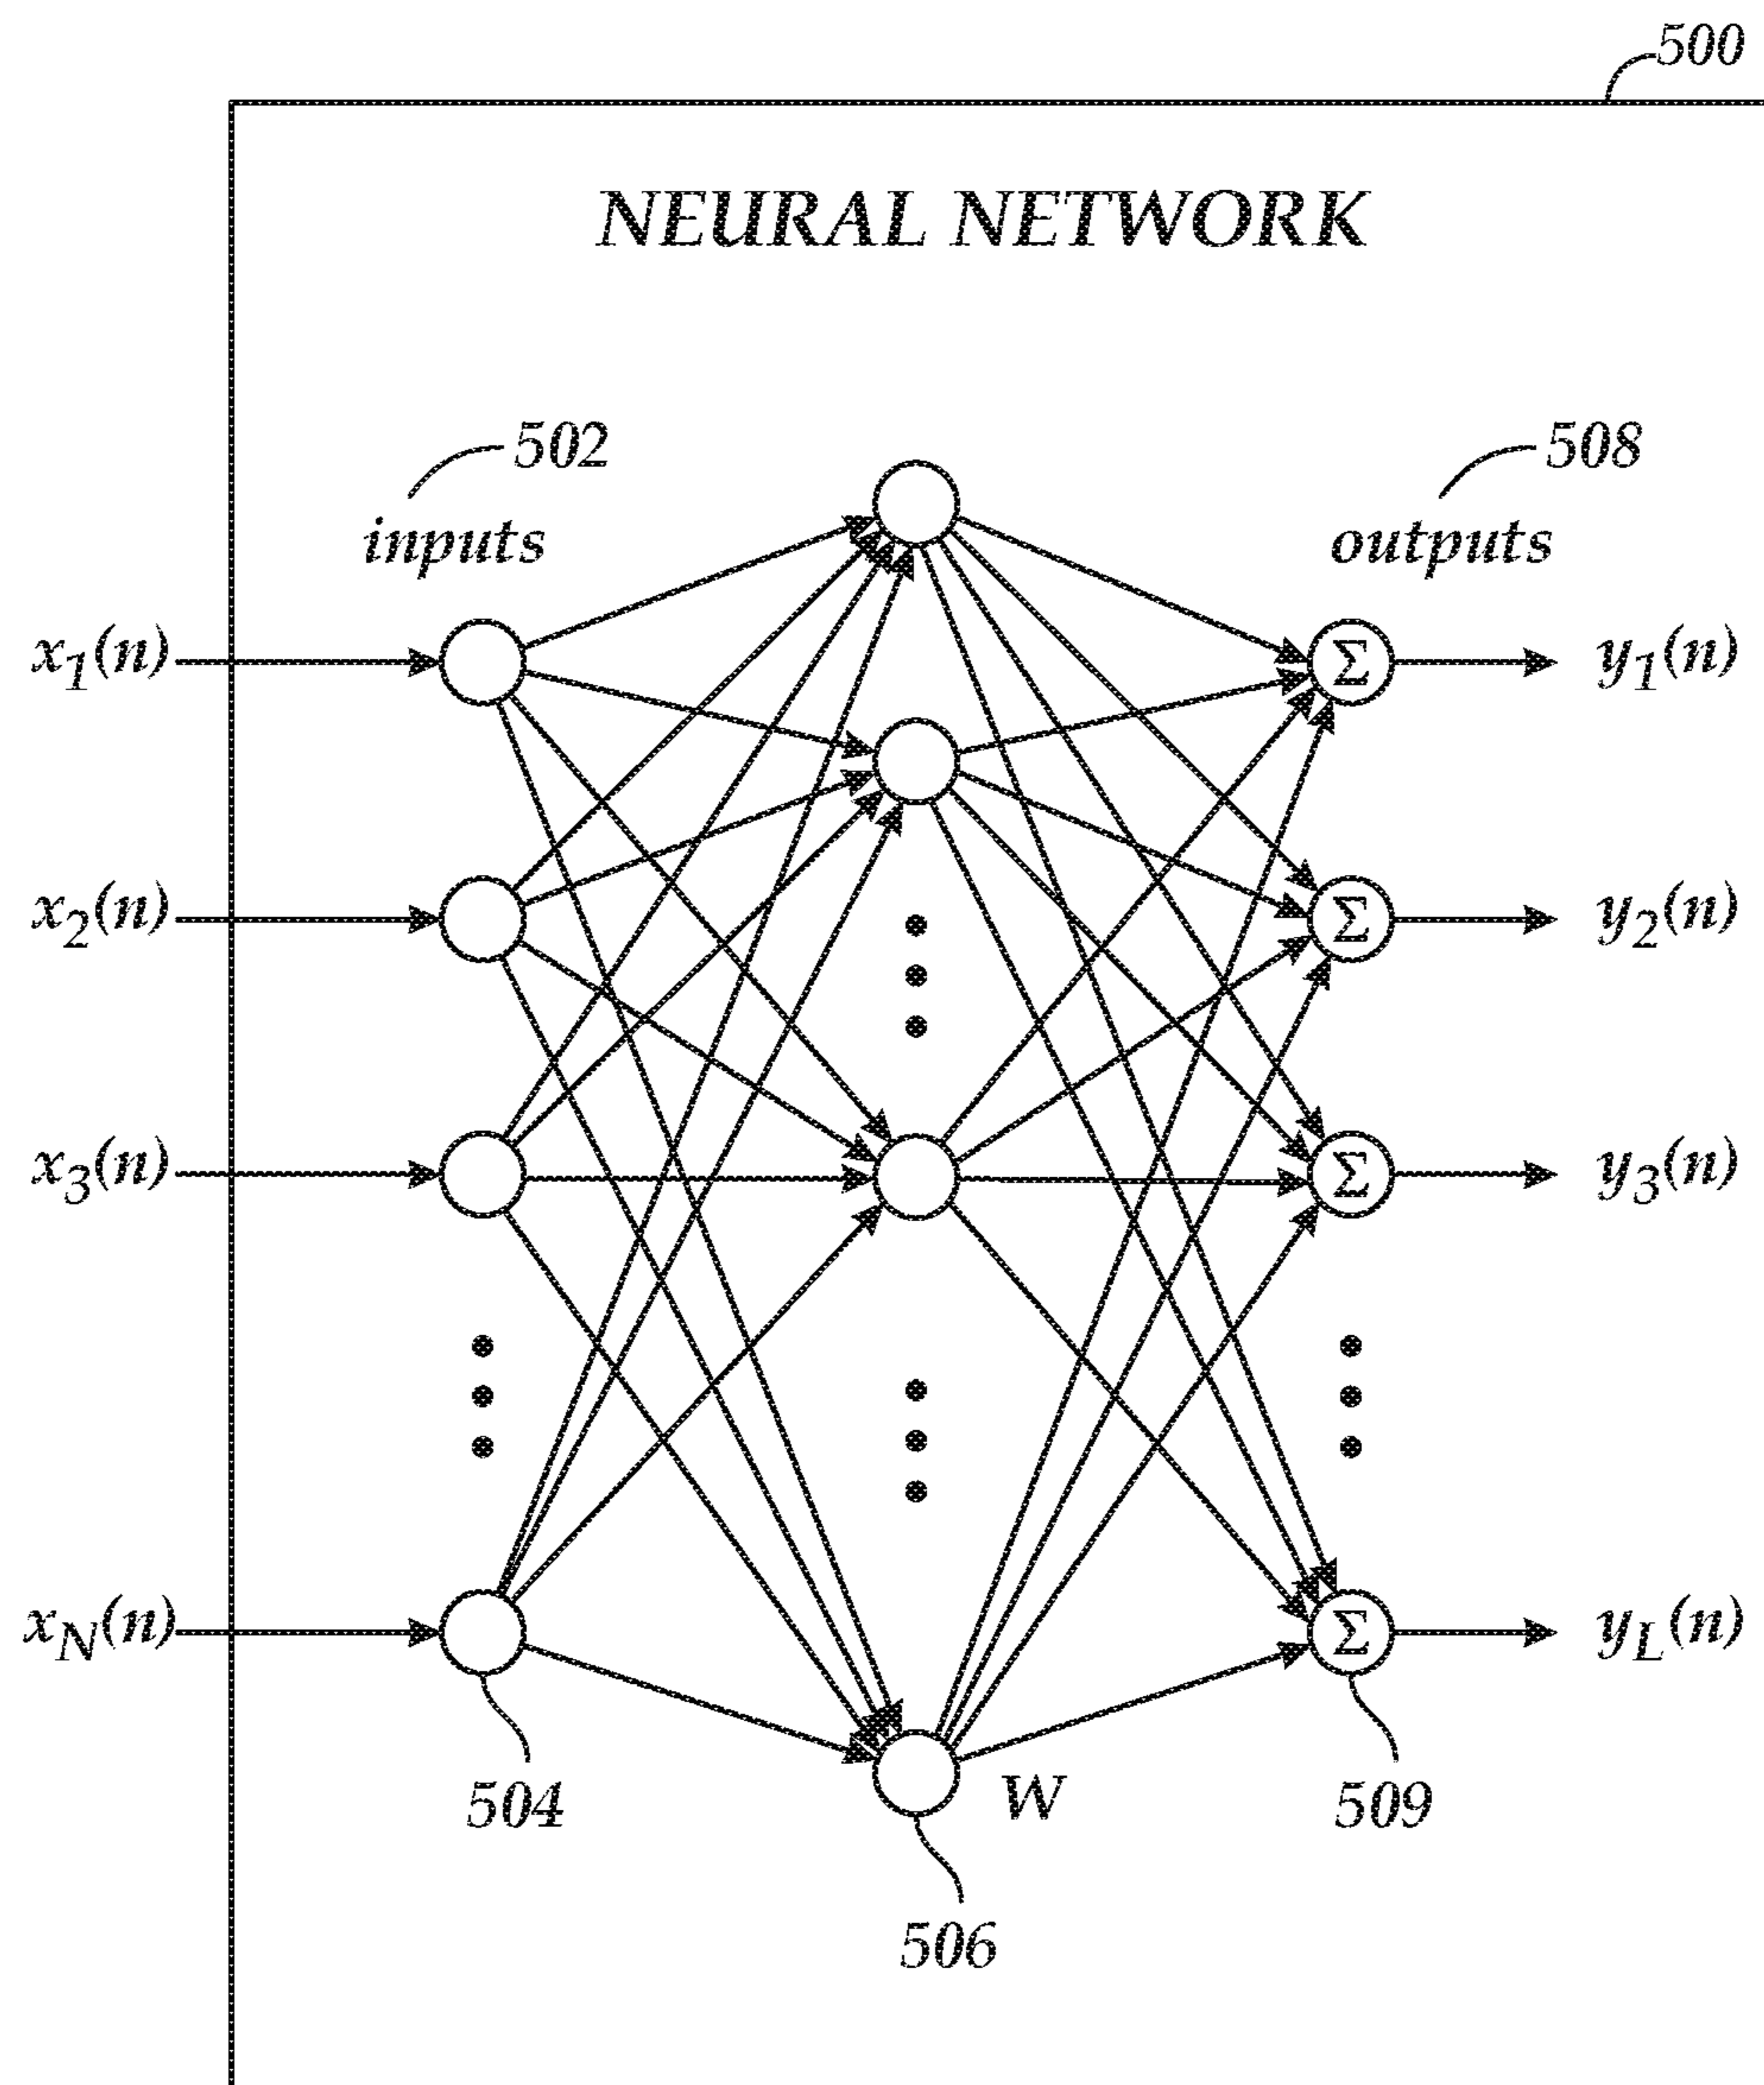 500
NEURAL NETWORK
502
508
inputs
outputs
x1(n)
Σ
y1(n)
x2(n)
Σ
y2(n)
x3(n)
Σ
y3(n)
xN(n)
Σ
yL(n)
504
W
509
506